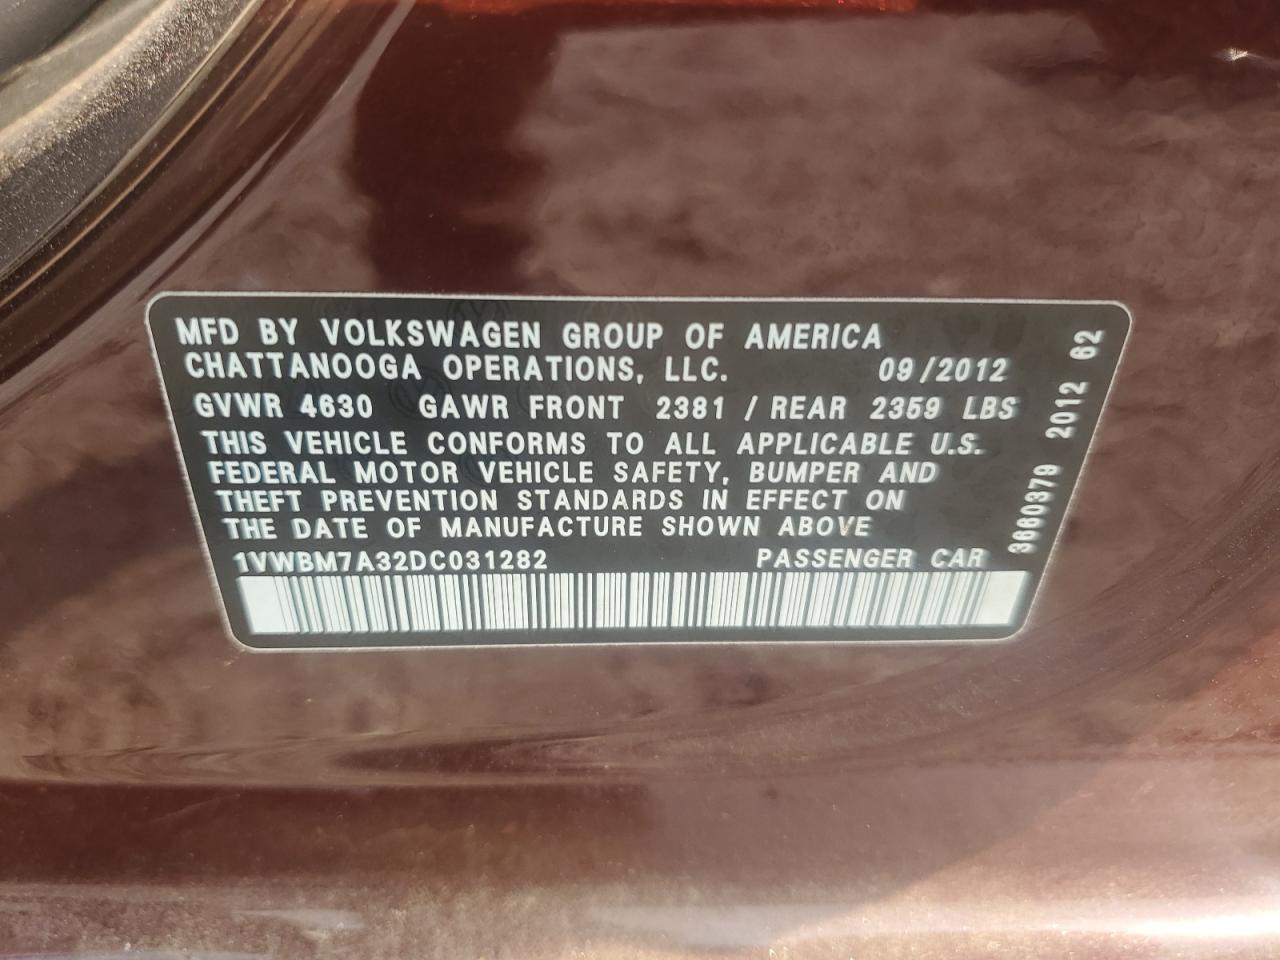 MFD BY VOLKSWAGEN GROUP OF AMERICA
CHATTANOOGA OPERATIONS, LLC. 09/2012
GVWR 4630 GAWR FRONT 2381 / REAR 2359 LBS
THIS VEHICLE CONFORMS TO ALL APPLICABLE U.S.
FEDERAL MOTOR VEHICLE SAFETY, BUMPER AND
THEFT PREVENTION STANDARDS IN EFFECT ON
THE DATE OF MANUFACTURE SHOWN ABOVE
1VWBM7A32DC031282 PASSENGER CAR
3660379 2012 62